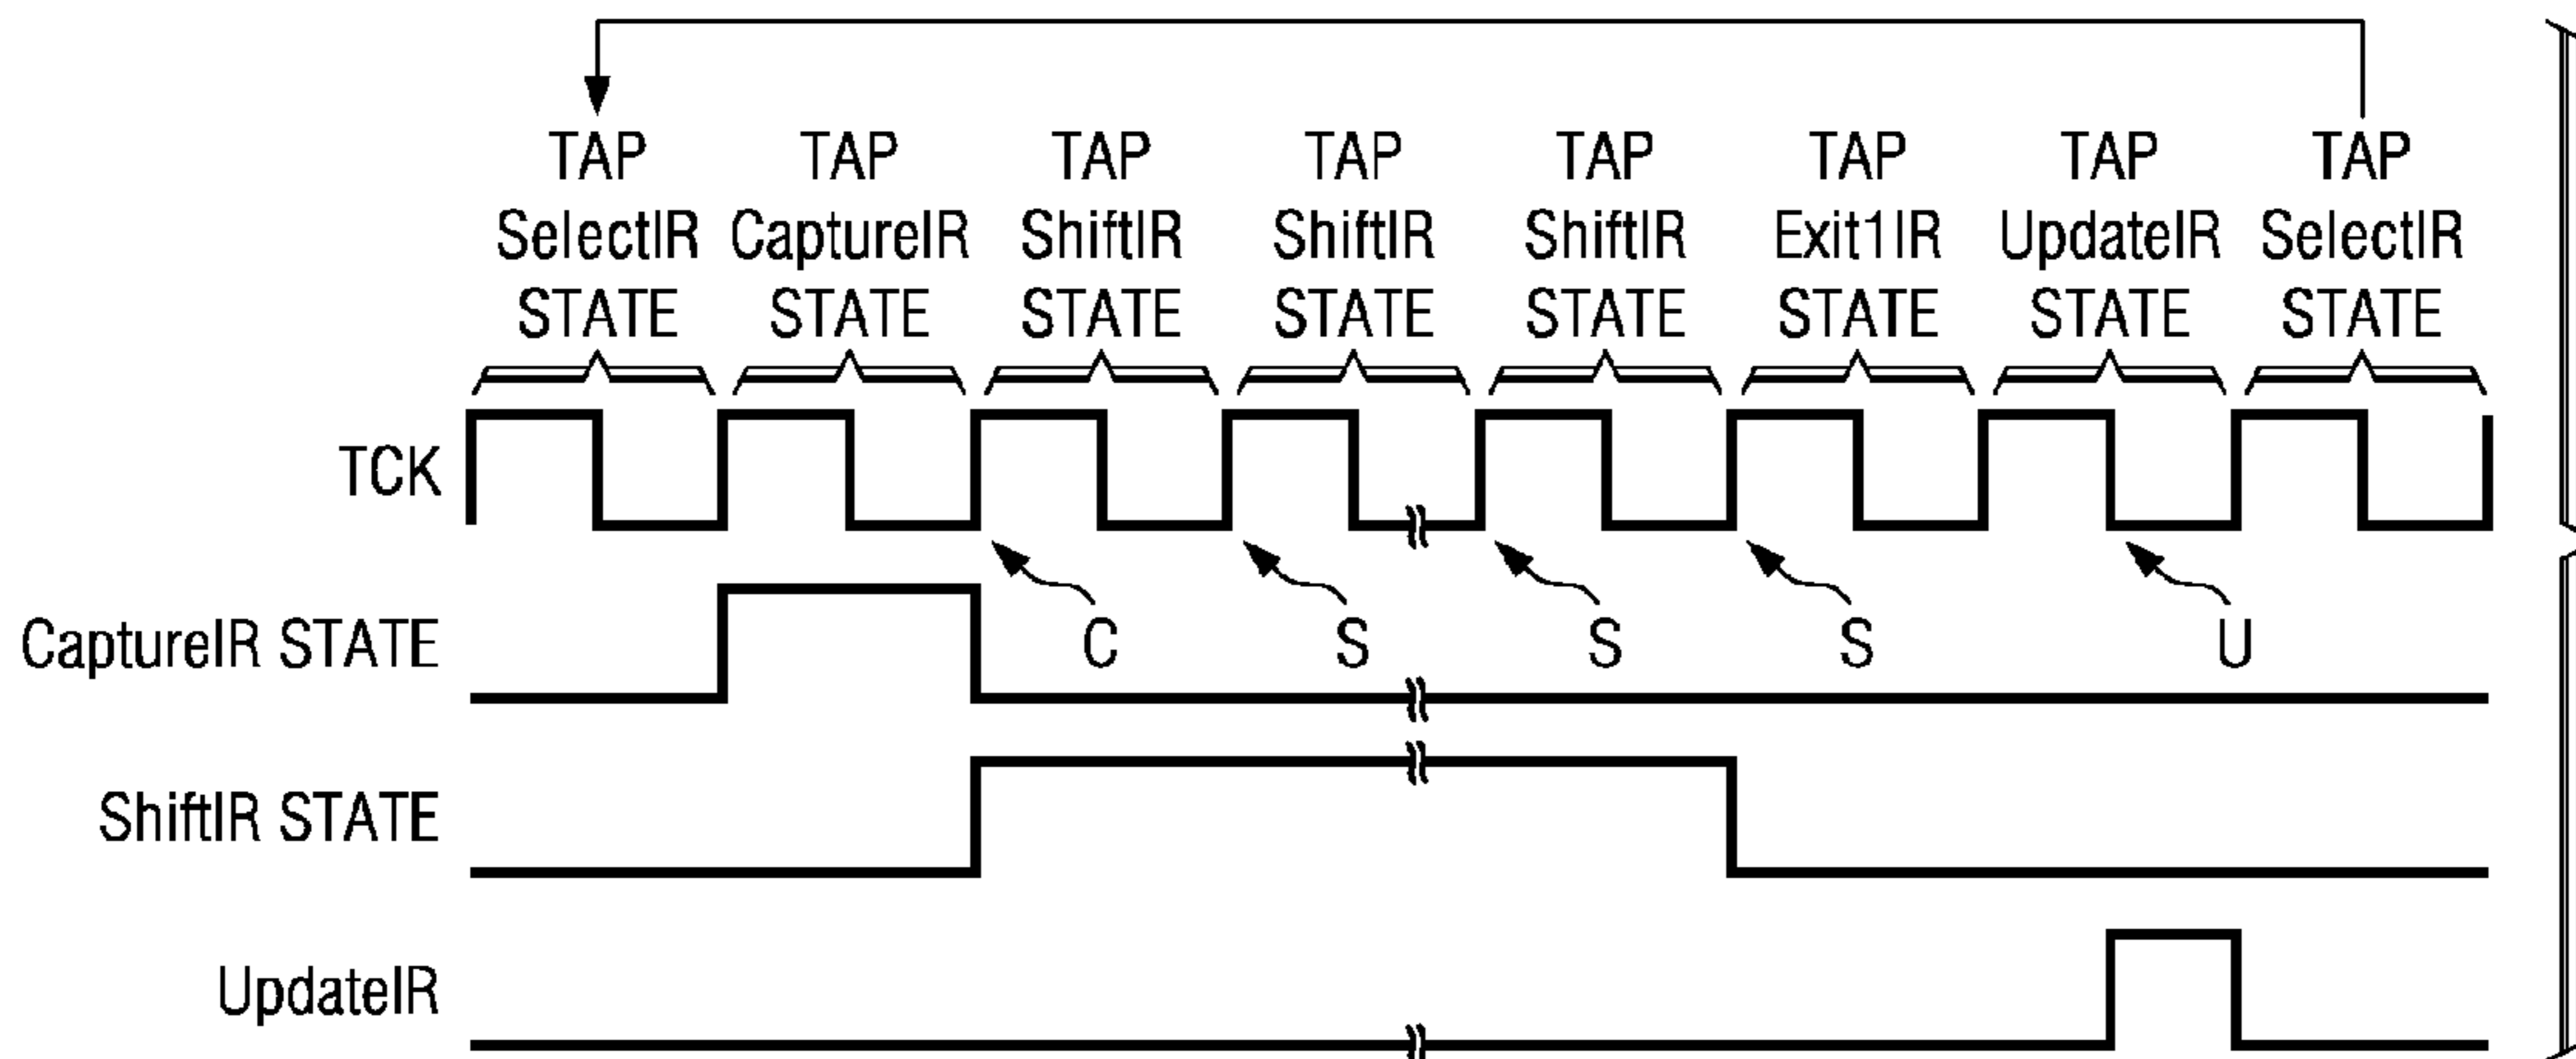 TAP TAP TAP TAP TAP TAP TAP TAP
SelectIR CaptureIR ShiftIR ShiftIR ShiftIR Exit1IR UpdateIR SelectIR
STATE STATE STATE STATE STATE STATE STATE STATE
TCK
CaptureIR STATE C S S S U
ShiftIR STATE
UpdateIR